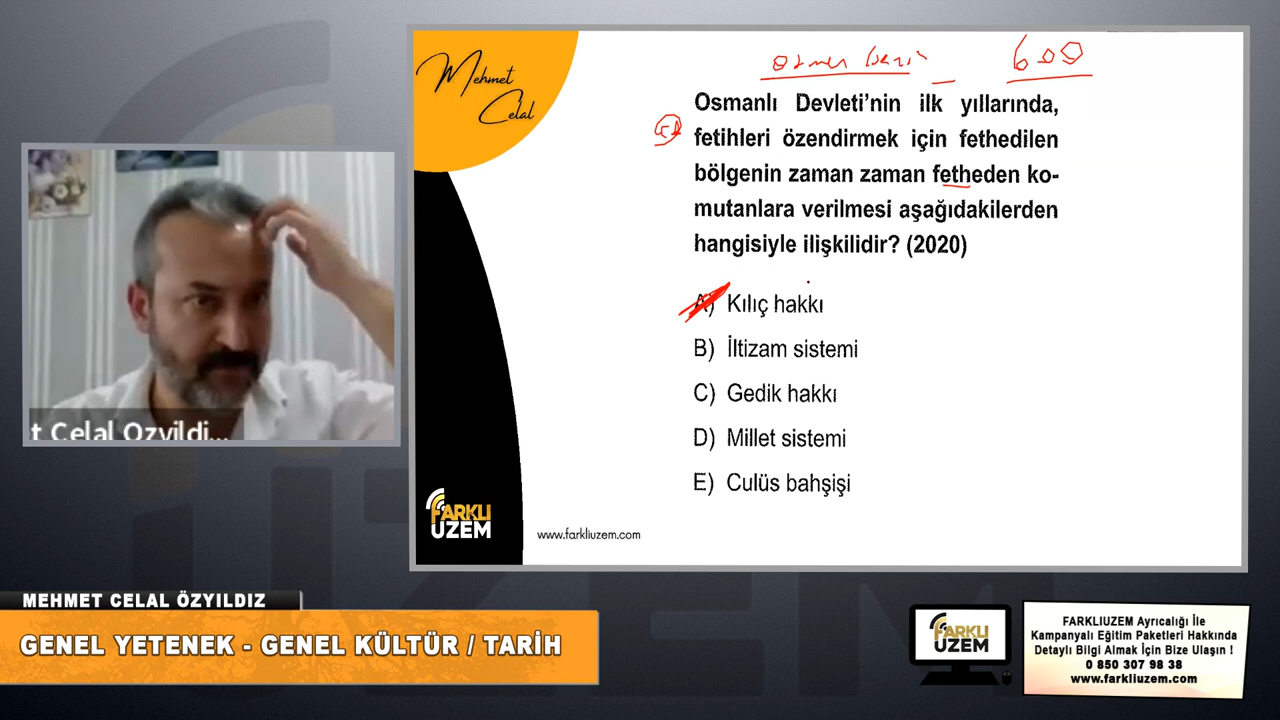 Mehmet
Celal
600
Osmanlı Devleti'nin ilk yıllarında,
fetihleri özendirmek için fethedilen
bölgenin zaman zaman fetheden ko-
mutanlara verilmesi aşağıdakilerden
hangisiyle ilişkilidir? (2020)
A) Kılıç hakkı
B) İltizam sistemi
C) Gedik hakkı
D) Millet sistemi
E) Culüs bahşişi
t Celal Ozyildi...
FARKLI
UZEM
www.farkliuzem.com
MEHMET CELAL ÖZYILDIZ
GENEL YETENEK - GENEL KÜLTÜR / TARİH
FARKLI
UZEM
FARKLIUZEM Ayrıcalığı İle
Kampanyalı Eğitim Paketleri Hakkında
Detaylı Bilgi Almak İçin Bize Ulaşın !
0 850 307 98 38
www.farkliuzem.com